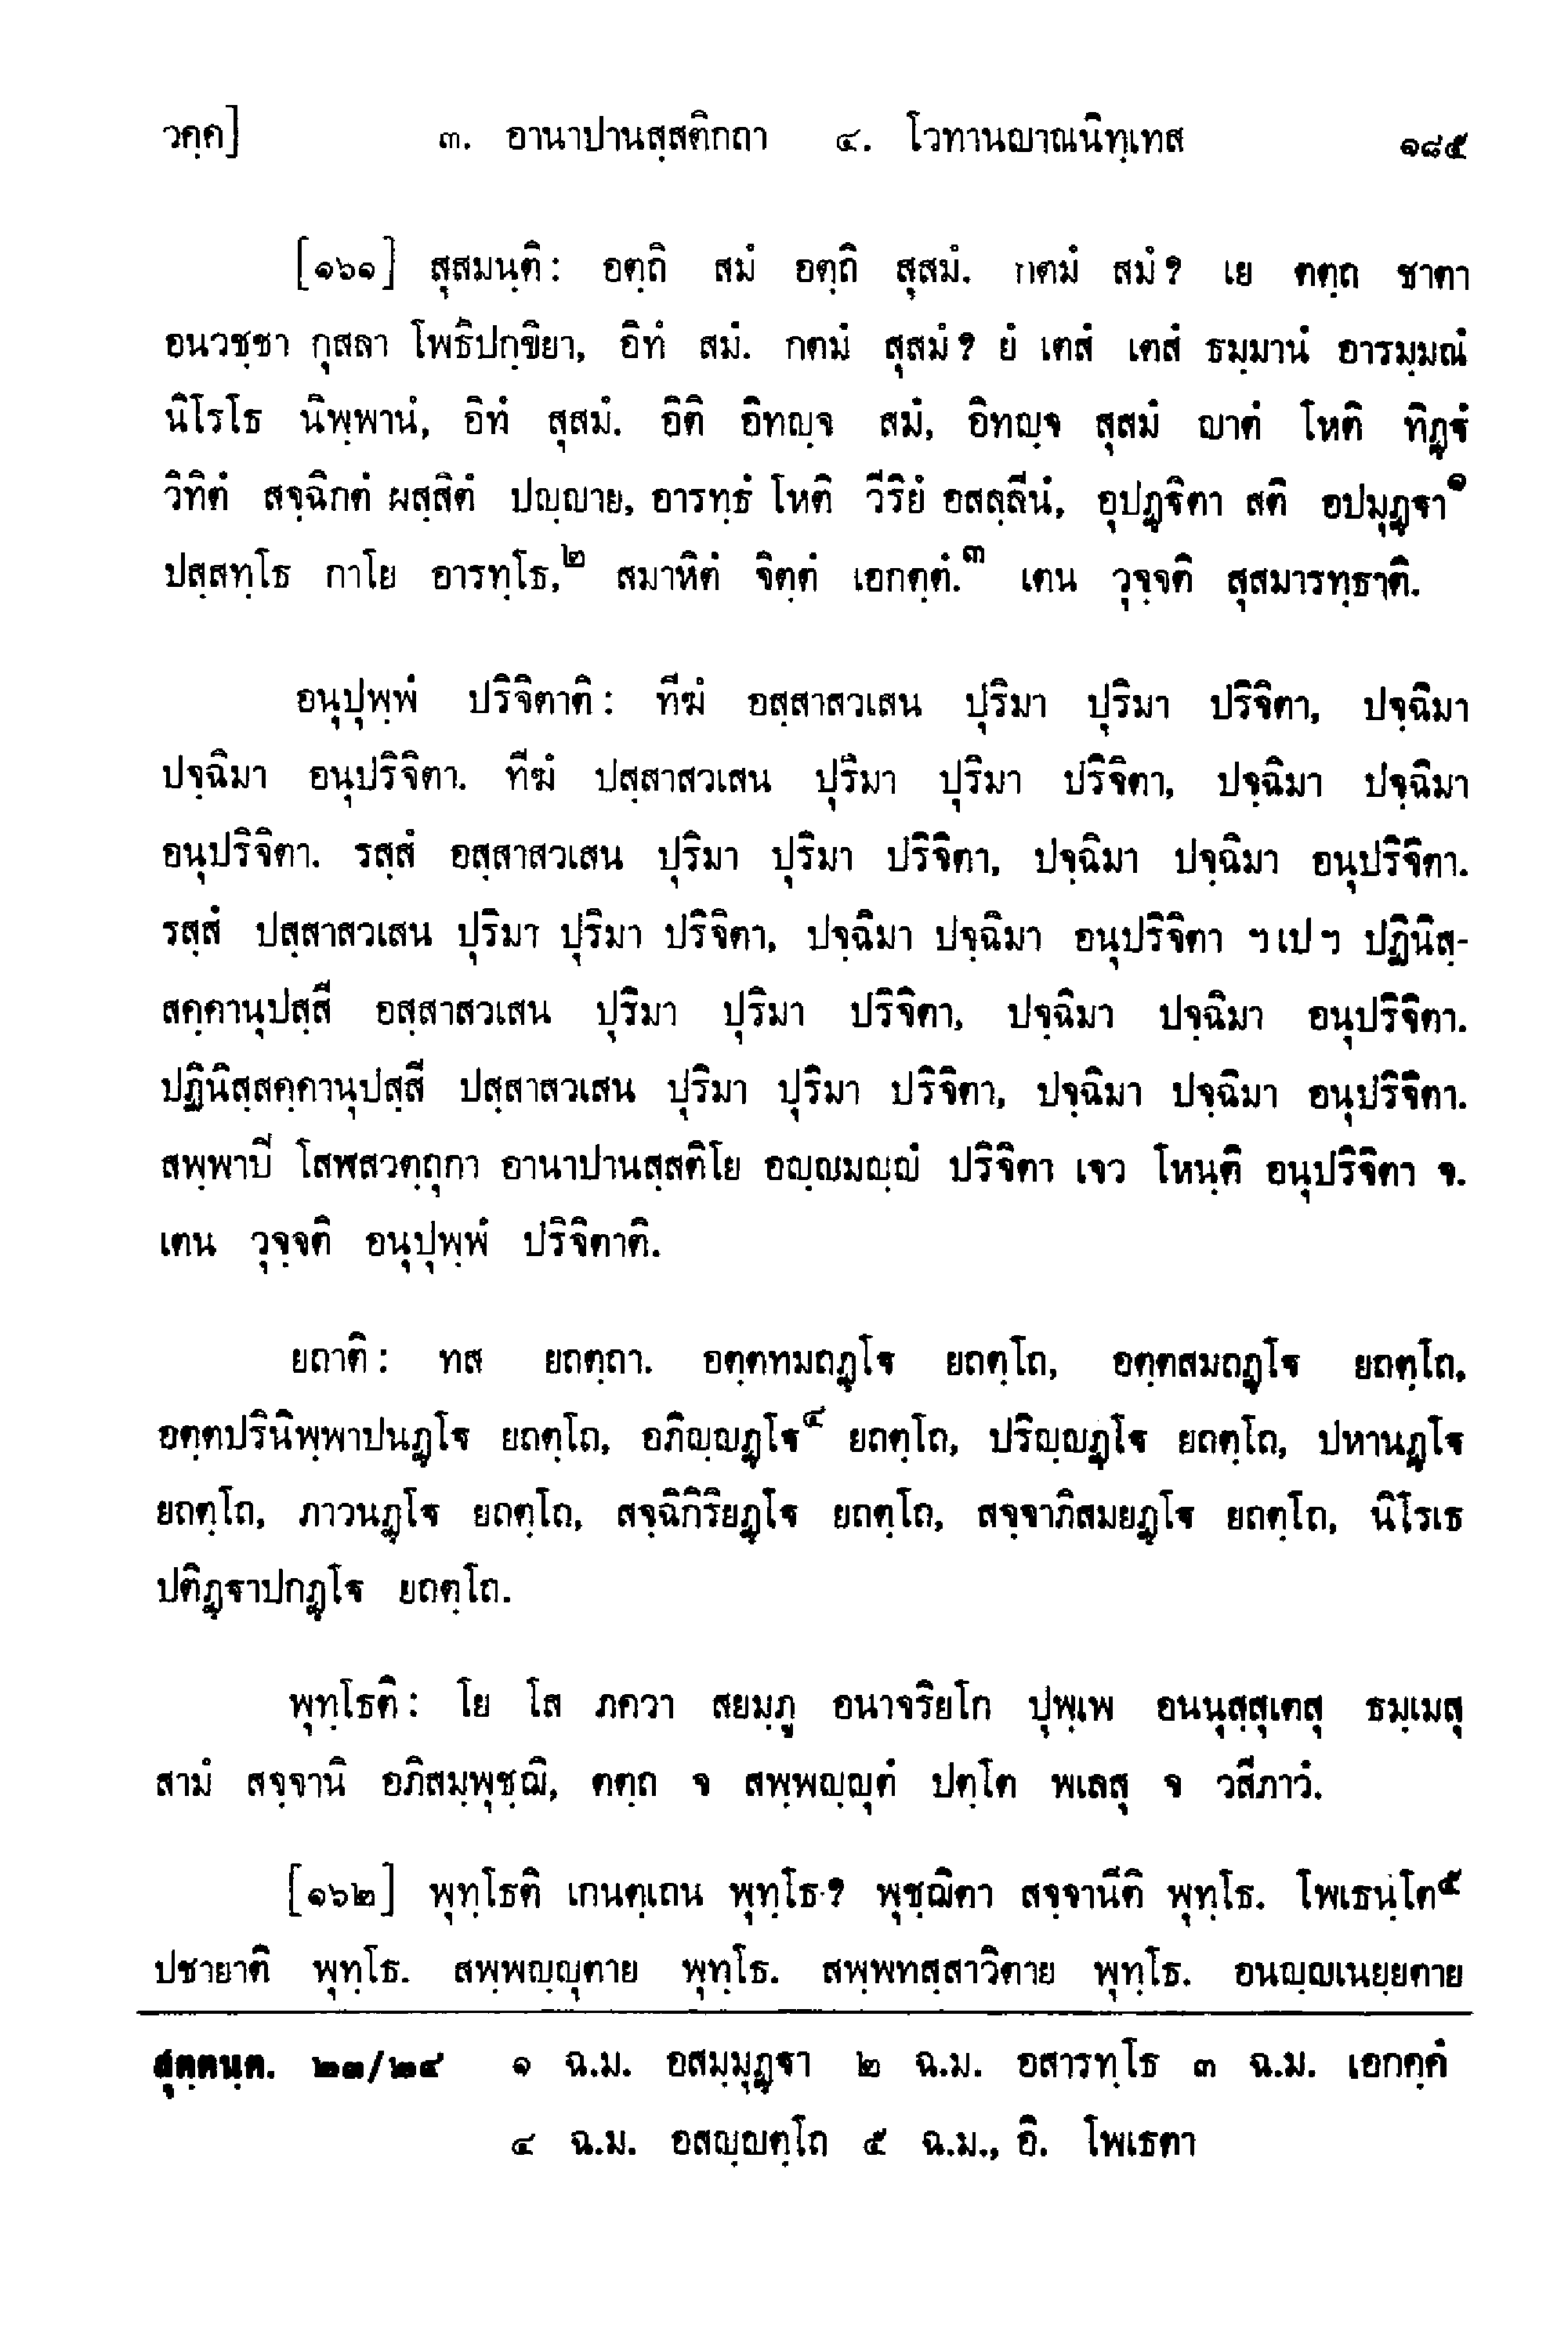 วคฺค] ๓. อานาปานสฺสติกถา ๔. โวทานญาณนิทฺเทส ๑๘๕
[๑๖๑] สุสมนฺติ: อตฺถิ สมํ อตฺถิ สุสมํ. กตมํ สมํ? เย ตตฺถ ชาตา
อนวชฺชา กุสลา โพธิปกฺขิยา, อิทํ สมํ. กตมํ สุสมํ? ยํ เตสํ เตสํ ธมฺมานํ อารมฺมณํ
นิโรโธ นิพฺพานํ, อิทํ สุสมํ. อิติ อิทญฺจ สมํ, อิทญฺจ สุสมํ ญาตํ โหติ ทิฏฺฐํ
วิทิตํ สจฺฉิกตํ ผสฺสิตํ ปญฺญาย, อารทฺธํ โหติ วีริยํ อสลฺลีนํ, อุปฏฺฐิตา สติ อปมุฏฺฐา๑
ปสฺสทฺโธ กาโย อารทฺโธ,๒ สมาหิตํ จิตฺตํ เอกตฺตํ.๓ เตน วุจฺจติ สุสมารทฺธาติ.
อนุปุพฺพํ ปริจิตาติ: ทีฆํ อสฺสาสวเสน ปุริมา ปุริมา ปริจิตา, ปจฺฉิมา
ปจฺฉิมา อนุปริจิตา. ทีฆํ ปสฺสาสวเสน ปุริมา ปุริมา ปริจิตา, ปจฺฉิมา ปจฺฉิมา
อนุปริจิตา. รสฺสํ อสฺสาสวเสน ปุริมา ปุริมา ปริจิตา, ปจฺฉิมา ปจฺฉิมา อนุปริจิตา.
รสฺสํ ปสฺสาสวเสน ปุริมา ปุริมา ปริจิตา, ปจฺฉิมา ปจฺฉิมา อนุปริจิตา ฯ เป ฯ ปฏินิสฺ-
สคฺคานุปสฺสี อสฺสาสวเสน ปุริมา ปุริมา ปริจิตา, ปจฺฉิมา ปจฺฉิมา อนุปริจิตา.
ปฏินิสฺสคฺคานุปสฺสี ปสฺสาสวเสน ปุริมา ปุริมา ปริจิตา, ปจฺฉิมา ปจฺฉิมา อนุปริจิตา.
สพฺพาปี โสฬสวตฺถุกา อานาปานสฺสติโย อญฺญมญฺญํ ปริจิตา เจว โหนฺติ อนุปริจิตา จ.
เตน วุจฺจติ อนุปุพฺพํ ปริจิตาติ.
ยถาติ: ทส ยถตฺถา. อตฺตทมถฏฺโฐ ยถตฺโถ, อตฺตสมถฏฺโฐ ยถตฺโถ,
อตฺตปรินิพฺพาปนฏฺโฐ ยถตฺโถ, อภิญฺญฏฺโฐ๔ ยถตฺโถ, ปริญฺญฏฺโฐ ยถตฺโถ, ปหานฏฺโฐ
ยถตฺโถ, ภาวนฏฺโฐ ยถตฺโถ, สจฺฉิกิริยฏฺโฐ ยถตฺโถ, สจฺจาภิสมยฏฺโฐ ยถตฺโถ, นิโรเธ
ปติฏฺฐาปกฏฺโฐ ยถตฺโถ.
พุทฺโธติ: โย โส ภควา สยมฺภู อนาจริยโก ปุพฺเพ อนนุสฺสุเตสุ ธมฺเมสุ
สามํ สจฺจานิ อภิสมฺพุชฺฌิ, ตตฺถ จ สพฺพญฺญุตํ ปตฺโต พเลสุ จ วสีภาวํ.
[๑๖๒] พุทฺโธติ เกนตฺเถน พุทฺโธ? พุชฺฌิตา สจฺจานีติ พุทฺโธ. โพเธนฺโต๕
ปชายาติ พุทฺโธ. สพฺพญฺญุตาย พุทฺโธ. สพฺพทสฺสาวิตาย พุทฺโธ. อนญฺญเนยฺยตาย
สุตฺตนฺต. ๒๓/๒๔ ๑ ฉ.ม. อสมฺมุฏฺฐา ๒ ฉ.ม. อสารทฺโธ ๓ ฉ.ม. เอกคฺคํ
๔ ฉ.ม. อสญฺญตฺโถ ๕ ฉ.ม., อิ. โพเธตา